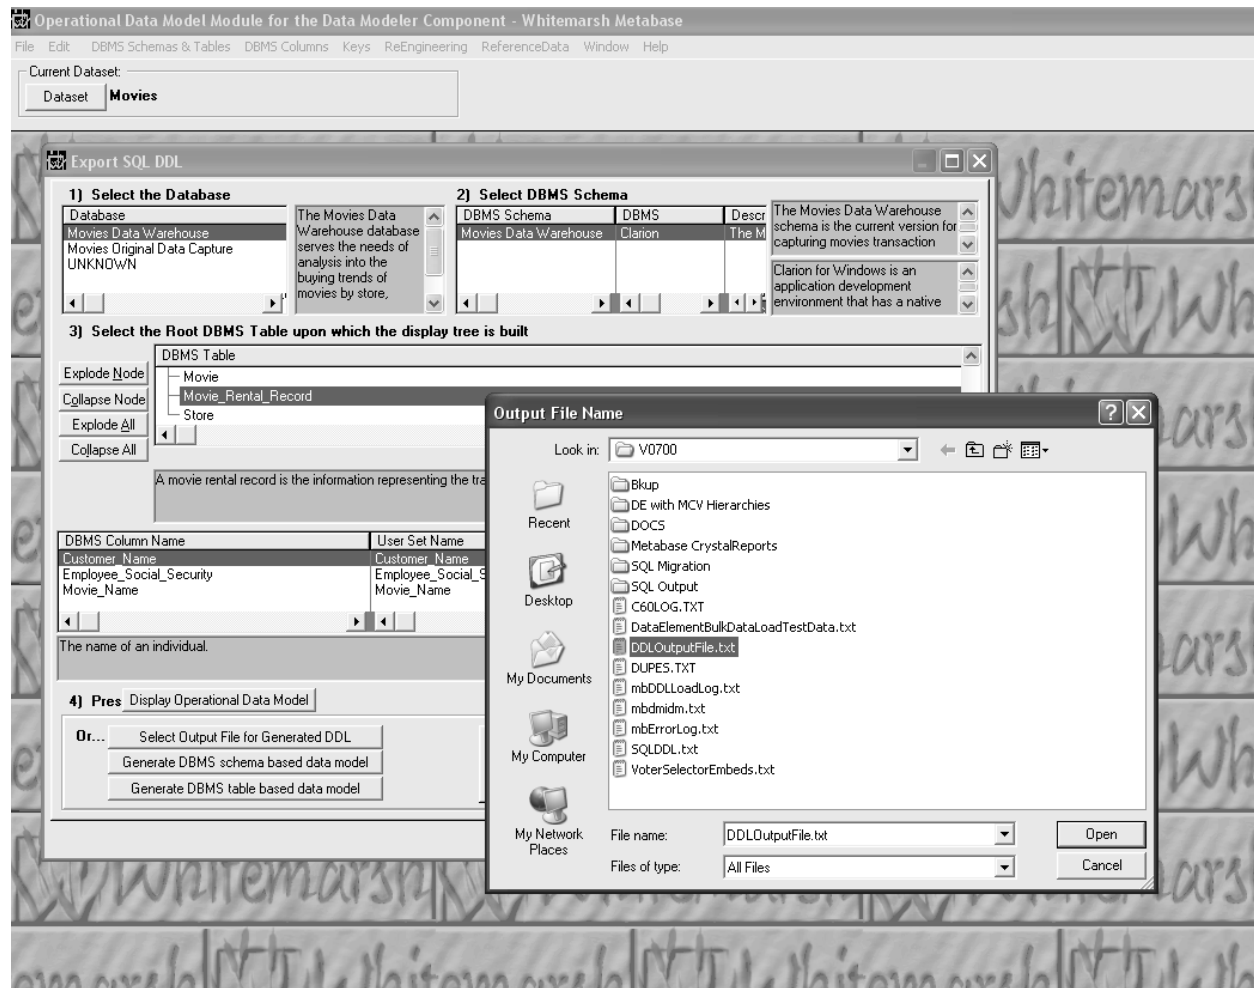 Operational Data Model Module for the Data Modeler Component - Whitemarsh Metabase
File Edit DBMS Schemas & Tables DBMS Columns Keys ReEngineering ReferenceData Window Help
Current Dataset:
Dataset Movies
Export SQL DDL
1) Select the Database
Database
Movies Data Warehouse
Movies Original Data Capture
UNKNOWN
The Movies Data
Warehouse database
serves the needs of
analysis into the
buying trends of
movies by store,
2) Select DBMS Schema
DBMS Schema DBMS Descr
Movies Data Warehouse Clarion The M
The Movies Data Warehouse
schema is the current version for
capturing movies transaction
Clarion for Windows is an
application development
environment that has a native
3) Select the Root DBMS Table upon which the display tree is built
Explode Node
Collapse Node
Explode All
Collapse All
DBMS Table
Movie
Movie_Rental_Record
Store
A movie rental record is the information representing the tra
DBMS Column Name User Set Name
Customer_Name Customer_Name
Employee_Social_Security Employee_Social_S
Movie_Name Movie_Name
The name of an individual.
4) Pres Display Operational Data Model
Or... Select Output File for Generated DDL
Generate DBMS schema based data model
Generate DBMS table based data model
Output File Name
Look in: V0700
Recent
Desktop
My Documents
My Computer
My Network
Places
Bkup
DE with MCV Hierarchies
DOCS
Metabase CrystalReports
SQL Migration
SQL Output
C60LOG.TXT
DataElementBulkDataLoadTestData.txt
DDLOutputFile.txt
DUPES.TXT
mbDDLLoadLog.txt
mbdmidm.txt
mbErrorLog.txt
SQLDDL.txt
VoterSelectorEmbeds.txt
File name: DDLOutputFile.txt Open
Files of type: All Files Cancel
Whitemarsh